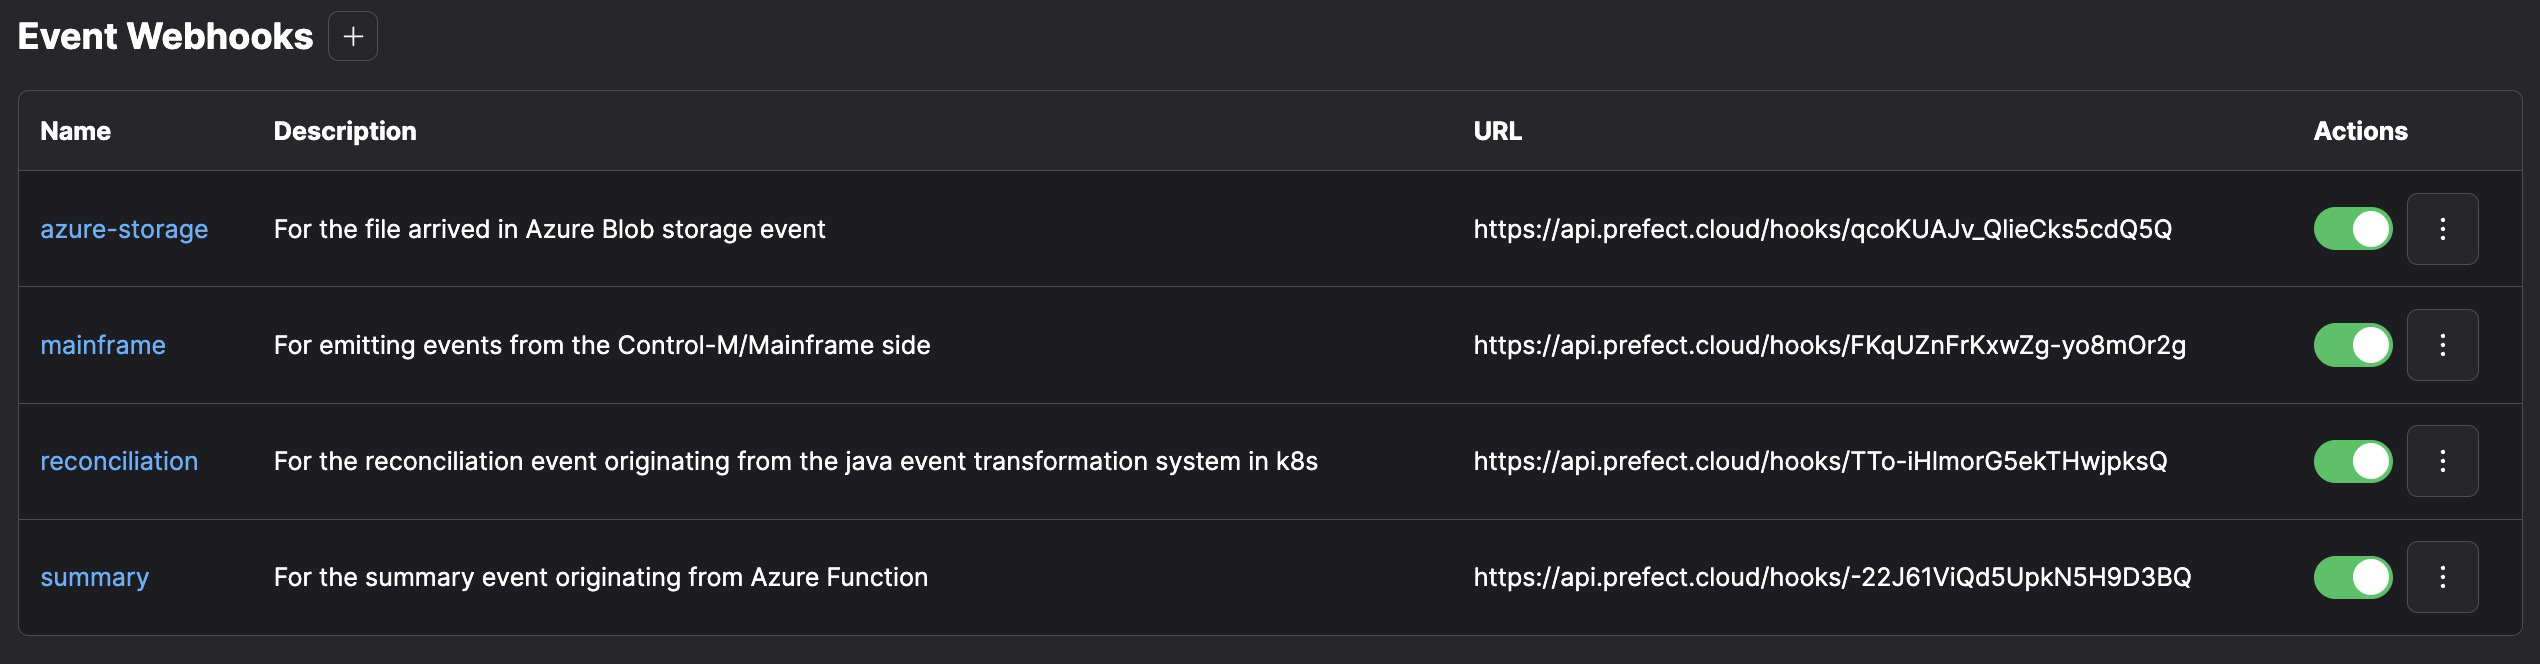 Event Webhooks
Name Description URL Actions
azure-storage For the file arrived in Azure Blob storage event https://api.prefect.cloud/hooks/qcoKUAJv_QlieCks5cdQ5Q
mainframe For emitting events from the Control-M/Mainframe side https://api.prefect.cloud/hooks/FKqUZnFrKxwZg-yo8mOr2g
reconciliation For the reconciliation event originating from the java event transformation system in k8s https://api.prefect.cloud/hooks/TTo-iHlmorG5ekTHwjpksQ
summary For the summary event originating from Azure Function https://api.prefect.cloud/hooks/-22J61ViQd5UpkN5H9D3BQ